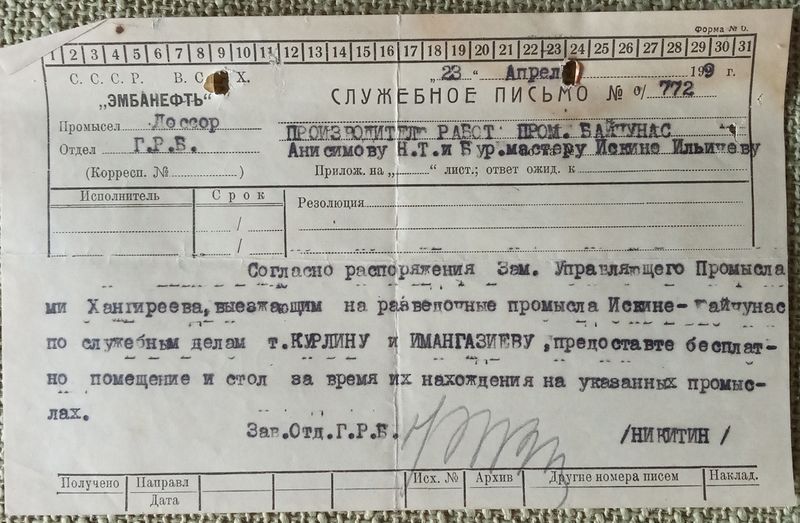 Форма № 6.
1 2 3 4 5 6 7 8 9 10 11 12 13 14 15 16 17 18 19 20 21 22 23 24 25 26 27 28 29 30 31
С. С. С. Р. В. С. Х.
„23“ Апрел 199 г.
„ЭМБАНЕФТЬ“
СЛУЖЕБНОЕ ПИСЬМО № 0/ 772
Промысел Доссор
ПРОИЗВОДИТЕЛ РАБОТ ПРОМ. БАЙЧУНАС
Отдел Г.Р.Б.
Анисимову Н.Т.и Бур.мастеру Искине Ильичеву
(Корресп. № )
Прилож. на „ “ лист.; ответ ожид. к
Исполнитель Срок
Резолюция
Согласно распоряжения Зам. Управляющего Промысла
ми Хангиреева,выезжающим на разведочные промысла Искине-Байчунас
по служебным делам т.КУРЛИНУ и ИМАНГАЗИЕВУ ,предоставте бесплат-
но помещение и стол за время их нахождения на указанных промыс-
лах.
Зав.Отд.Г.Р.Б. /НИКИТИН /
Получено Направл Исх. № Архив Другие номера писем Наклад.
Дата